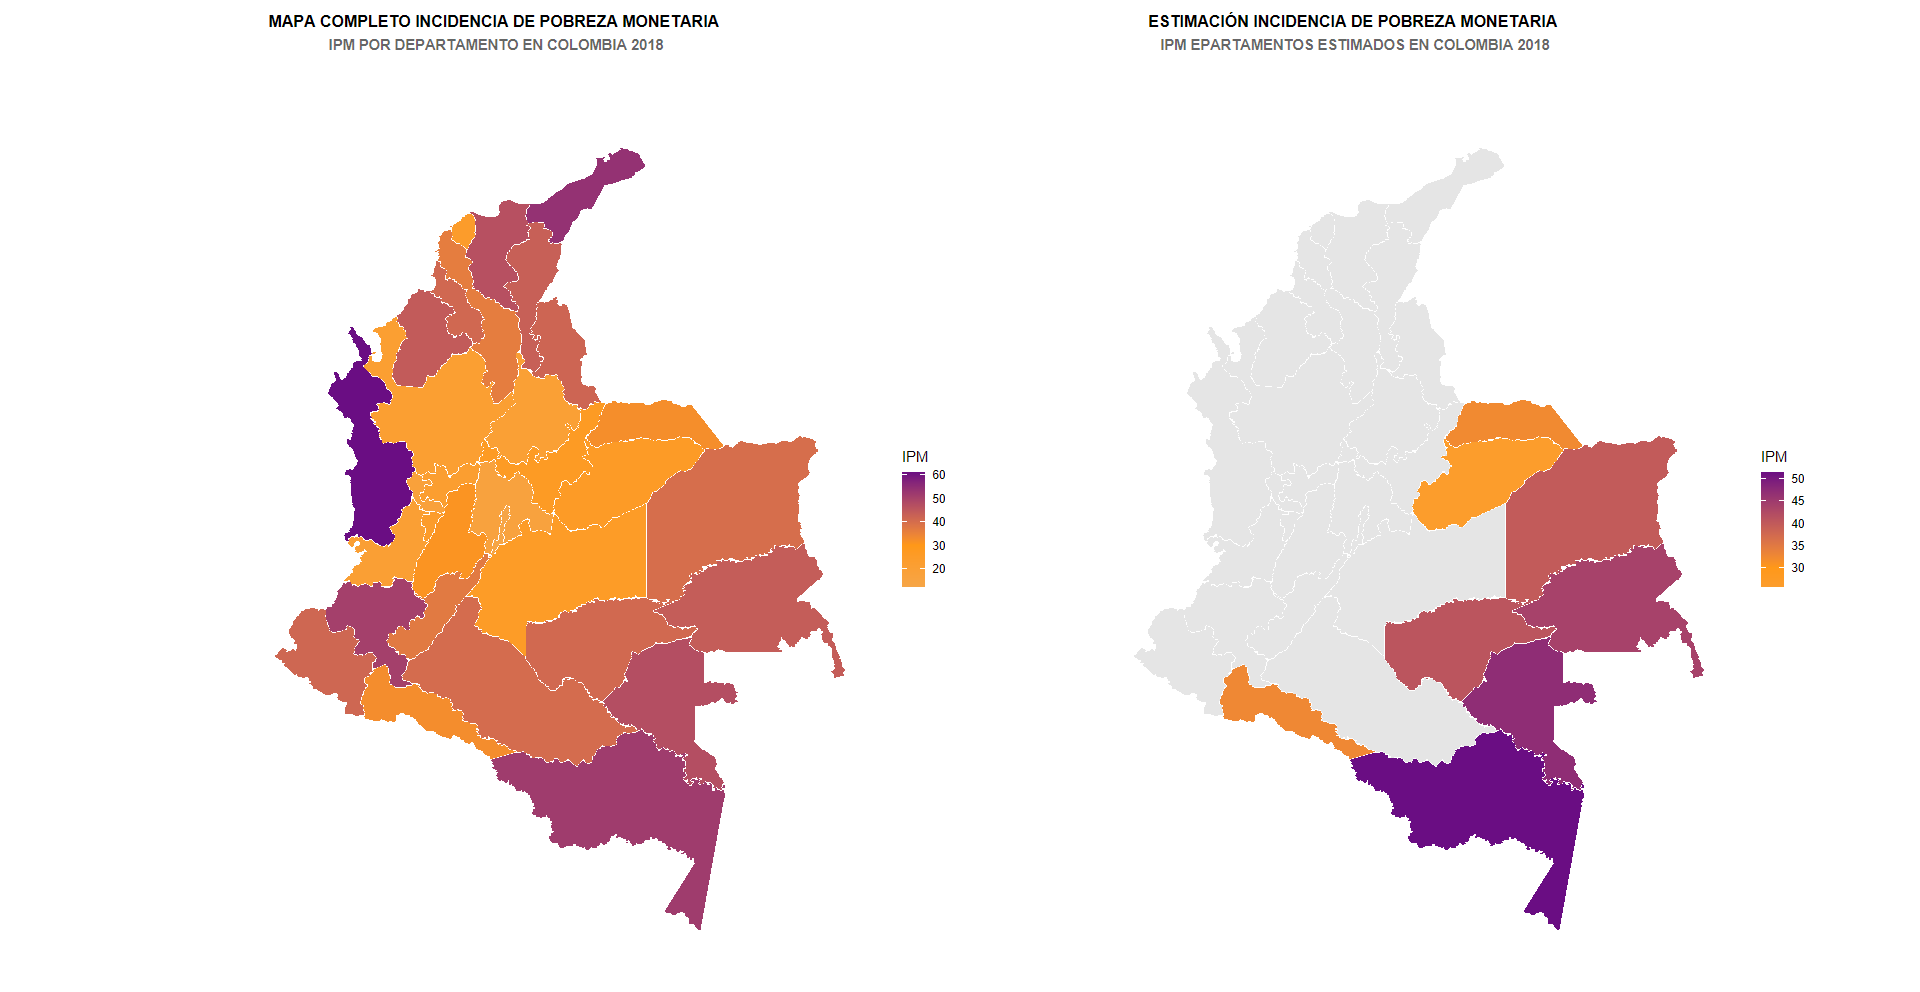 MAPA COMPLETO INCIDENCIA DE POBREZA MONETARIA
IPM POR DEPARTAMENTO EN COLOMBIA 2018
IPM
60
50
40
30
20
ESTIMACIÓN INCIDENCIA DE POBREZA MONETARIA
IPM EPARTAMENTOS ESTIMADOS EN COLOMBIA 2018
IPM
50
45
40
35
30